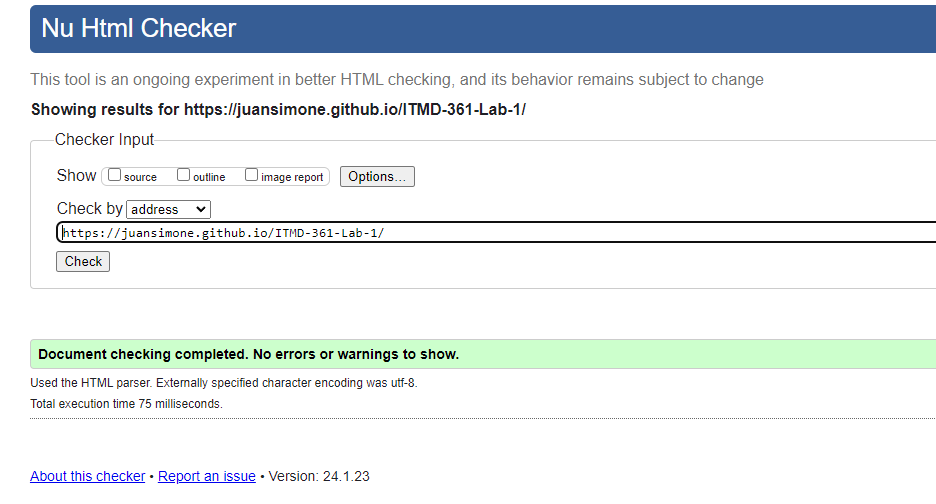 Nu Html Checker
This tool is an ongoing experiment in better HTML checking, and its behavior remains subject to change
Showing results for https://juansimone.github.io/ITMD-361-Lab-1/
Checker Input
Show source outline image report Options...
Check by address
https://juansimone.github.io/ITMD-361-Lab-1/
Check
Document checking completed. No errors or warnings to show.
Used the HTML parser. Externally specified character encoding was utf-8.
Total execution time 75 milliseconds.
About this checker • Report an issue • Version: 24.1.23